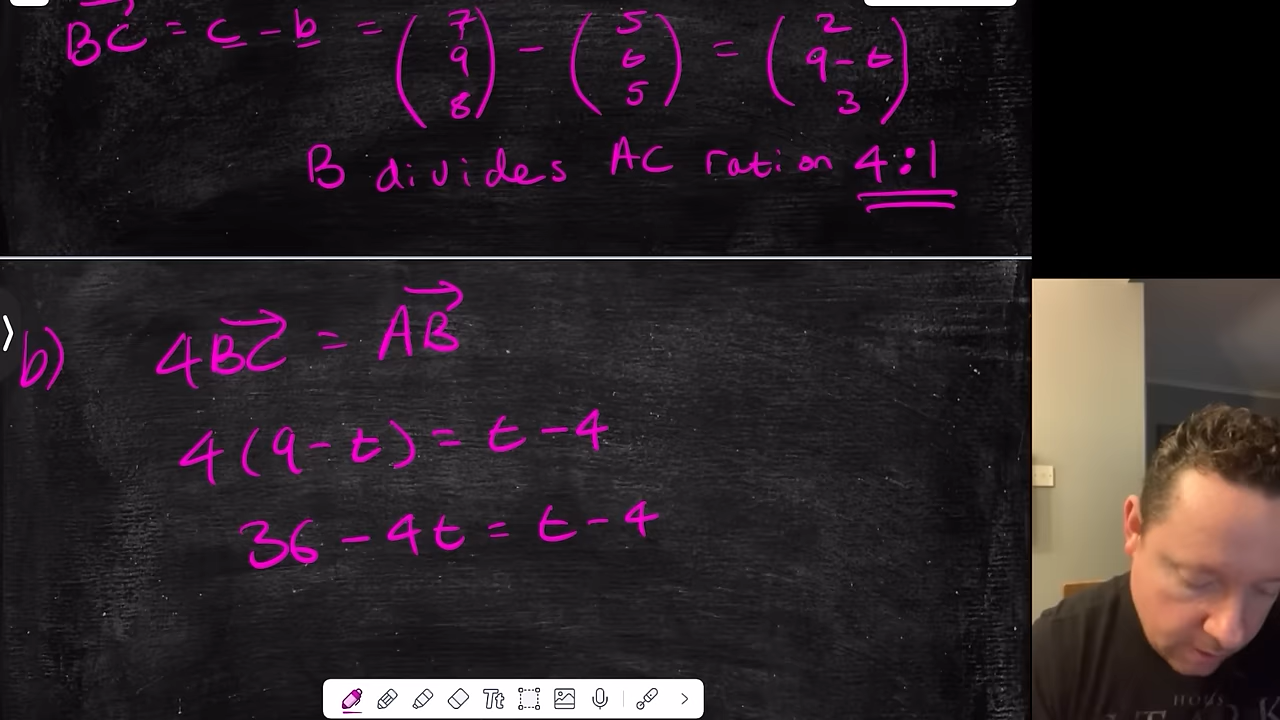 BC = c - b = (7 9 8) - (5 t 5) = (2 9-t 3)
B divides AC ration 4:1
b) 4BC = AB
4(9-t) = t-4
36 - 4t = t - 4
Tt